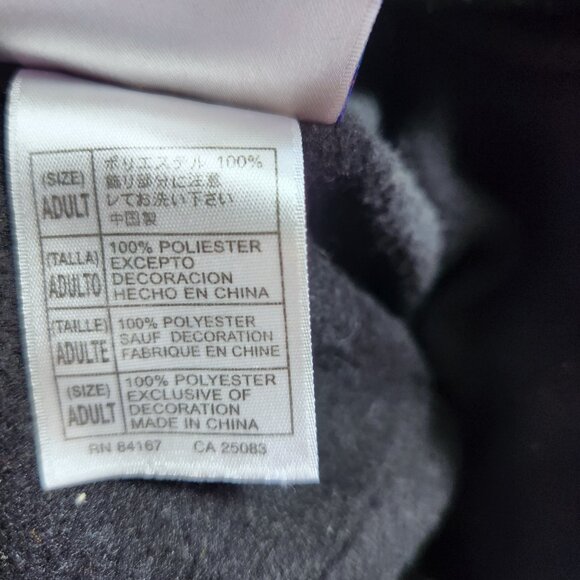 (SIZE)
ADULT
ポリエステル 100%
飾り部分に注意
してお洗い下さい
中国製
(TALLA)
ADULTO
100% POLIESTER
EXCEPTO
DECORACION
HECHO EN CHINA
(TAILLE)
ADULTE
100% POLYESTER
SAUF DECORATION
FABRIQUE EN CHINE
(SIZE)
ADULT
100% POLYESTER
EXCLUSIVE OF
DECORATION
MADE IN CHINA
RN 84167 CA 25083